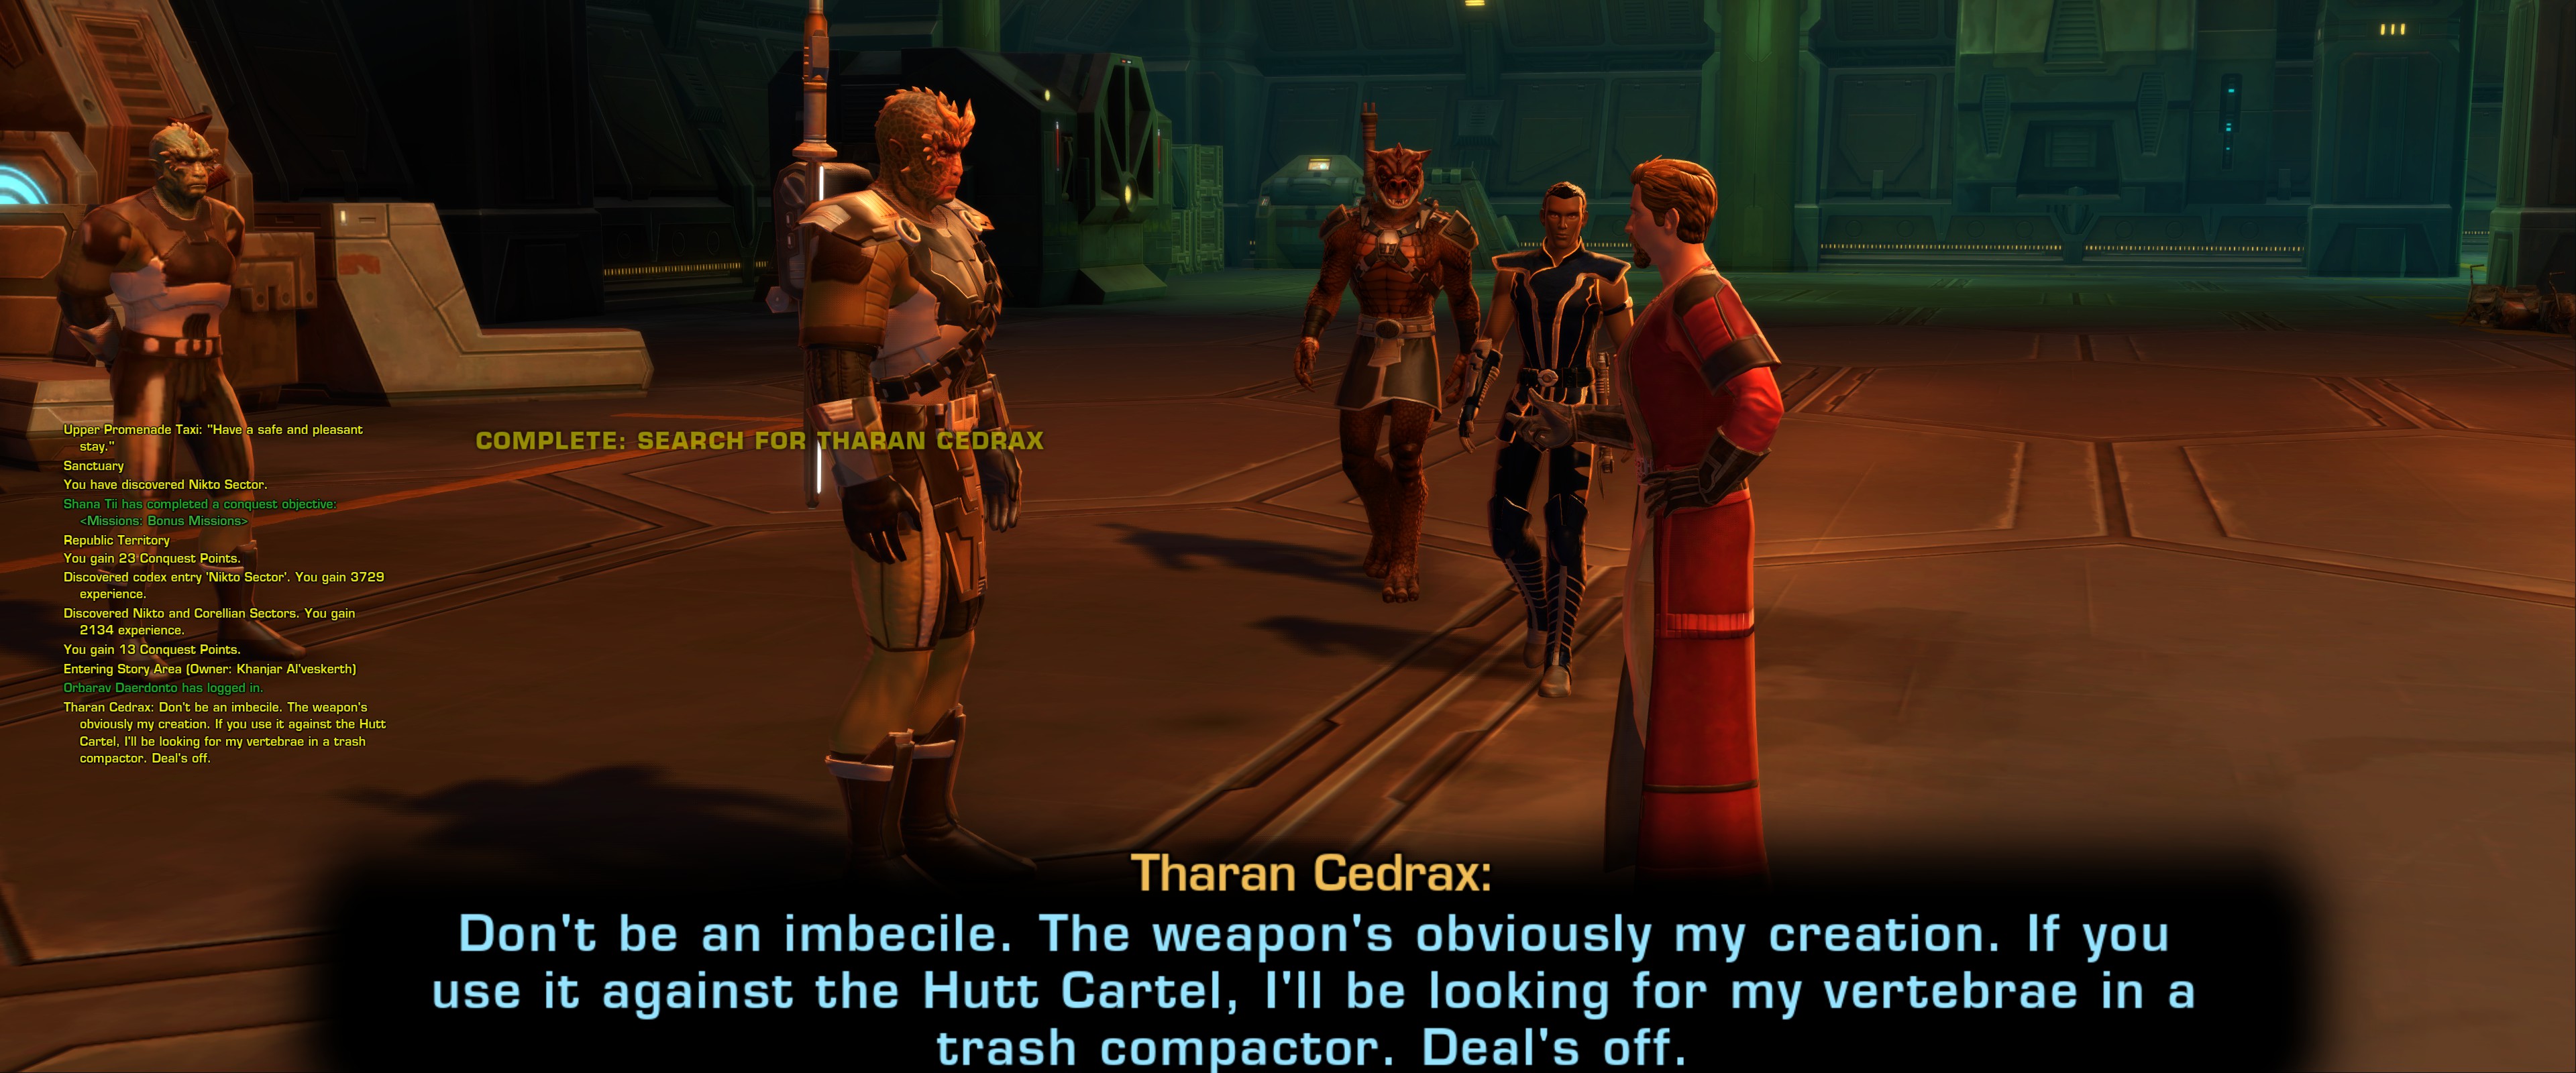 Upper Promenade Taxi: "Have a safe and pleasant
stay."
Sanctuary
You have discovered Nikto Sector.
Shana Tii has completed a conquest objective:
<Missions: Bonus Missions>
Republic Territory
You gain 23 Conquest Points.
Discovered codex entry 'Nikto Sector'. You gain 3729
experience.
Discovered Nikto and Corellian Sectors. You gain
2134 experience.
You gain 13 Conquest Points.
Entering Story Area (Owner: Khanjar Al'veskerth)
Orbarav Daerdonto has logged in.
Tharan Cedrax: Don't be an imbecile. The weapon's
obviously my creation. If you use it against the Hutt
Cartel, I'll be looking for my vertebrae in a trash
compactor. Deal's off.
COMPLETE: SEARCH FOR THARAN CEDRAX
Tharan Cedrax:
Don't be an imbecile. The weapon's obviously my creation. If you
use it against the Hutt Cartel, I'll be looking for my vertebrae in a
trash compactor. Deal's off.